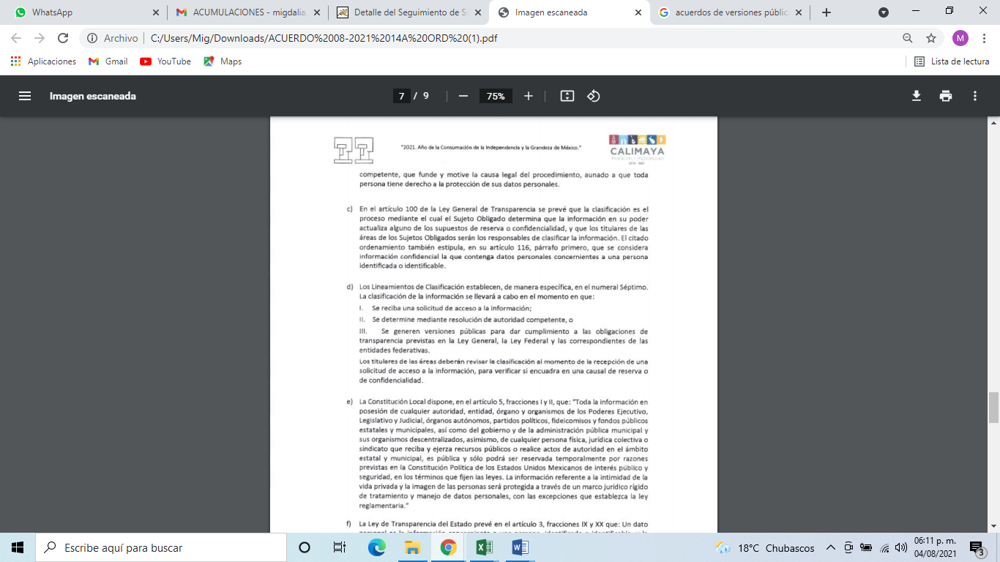 WhatsApp
ACUMULACIONES - migdalia.
Detalle del Seguimiento de S
Imagen escaneada
acuerdos de versiones públic
Archivo
C:/Users/Mig/Downloads/ACUERDO%2008-2021%2014A%20ORD%20(1).pdf
M
Aplicaciones
Gmail
YouTube
Maps
Lista de lectura
Imagen escaneada
7 / 9
75%
"2021. Año de la Consumación de la Independencia y la Grandeza de México."
CALIMAYA
competente, que funde y motive la causa legal del procedimiento, aunado a que toda
persona tiene derecho a la protección de sus datos personales.
c) En el artículo 100 de la Ley General de Transparencia se prevé que la clasificación es el
proceso mediante el cual el Sujeto Obligado determina que la información en su poder
actualiza alguno de los supuestos de reserva o confidencialidad, y que los titulares de las
áreas de los Sujetos Obligados serán los responsables de clasificar la información. El citado
ordenamiento también estipula, en su artículo 116, párrafo primero, que se considera
información confidencial la que contenga datos personales concernientes a una persona
identificada o identificable.
d) Los Lineamientos de Clasificación establecen, de manera específica, en el numeral Séptimo.
La clasificación de la información se llevará a cabo en el momento en que:
I. Se reciba una solicitud de acceso a la información;
II. Se determine mediante resolución de autoridad competente, o
III. Se generen versiones públicas para dar cumplimiento a las obligaciones de
transparencia previstas en la Ley General, la Ley Federal y las correspondientes de las
entidades federativas.
Los titulares de las áreas deberán revisar la clasificación al momento de la recepción de una
solicitud de acceso a la información, para verificar si encuadra en una causal de reserva o
de confidencialidad.
e) La Constitución Local dispone, en el artículo 5, fracciones I y II, que: "Toda la información en
posesión de cualquier autoridad, entidad, órgano y organismos de los Poderes Ejecutivo,
Legislativo y Judicial, órganos autónomos, partidos políticos, fideicomisos y fondos públicos
estatales y municipales, así como del gobierno y de la administración pública municipal y
sus organismos descentralizados, asimismo, de cualquier persona física, jurídica colectiva o
sindicato que reciba y ejerza recursos públicos o realice actos de autoridad en el ámbito
estatal y municipal, es pública y sólo podrá ser reservada temporalmente por razones
previstas en la Constitución Política de los Estados Unidos Mexicanos de interés público y
seguridad, en los términos que fijen las leyes. La información referente a la intimidad de la
vida privada y la imagen de las personas será protegida a través de un marco jurídico rígido
de tratamiento y manejo de datos personales, con las excepciones que establezca la ley
reglamentaria."
f) La Ley de Transparencia del Estado prevé en el artículo 3, fracciones IX y XX que: Un dato
Escribe aquí para buscar
18°C Chubascos
06:11 p. m.
04/08/2021
3